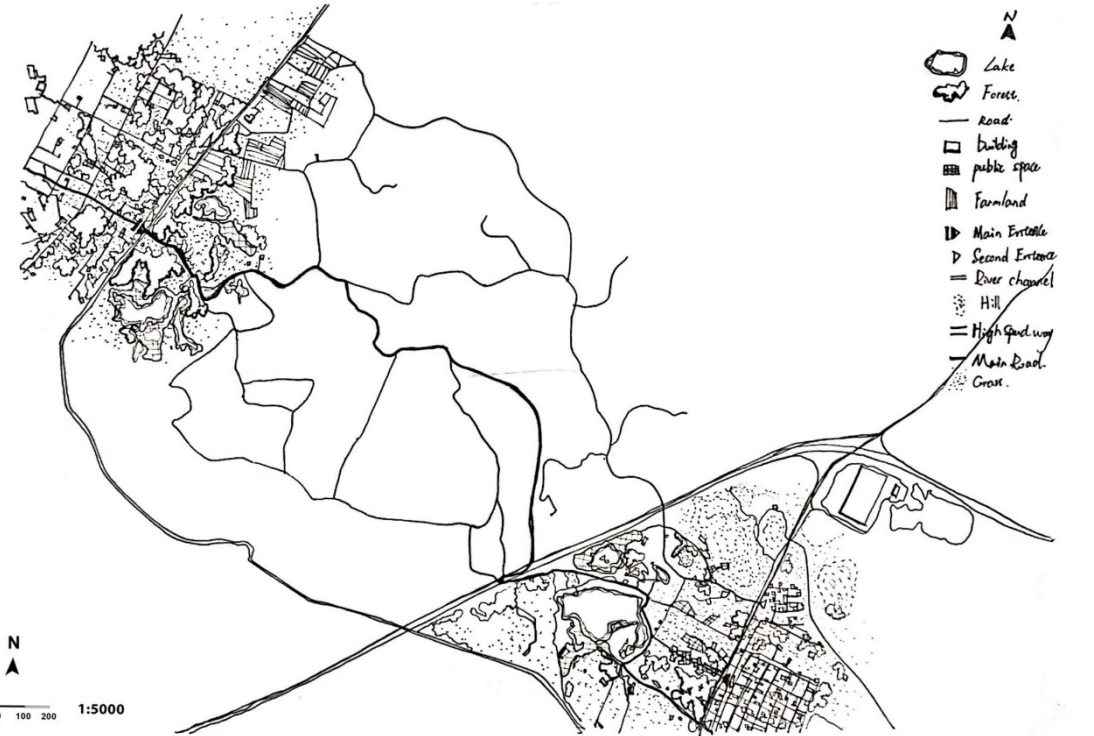 N
Lake
Forest.
Road.
building
public space
Farmland
Main Entrance
Second Entrance
River channel
Hill
High Speed way
Main Road.
Grass.
N
0 100 200
1:5000